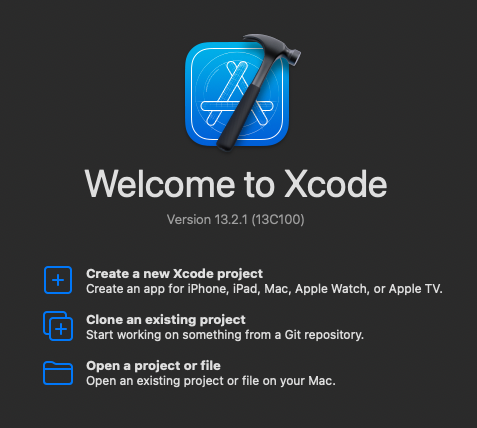 Welcome to Xcode
Version 13.2.1 (13C100)
Create a new Xcode project
Create an app for iPhone, iPad, Mac, Apple Watch, or Apple TV.
Clone an existing project
Start working on something from a Git repository.
Open a project or file
Open an existing project or file on your Mac.